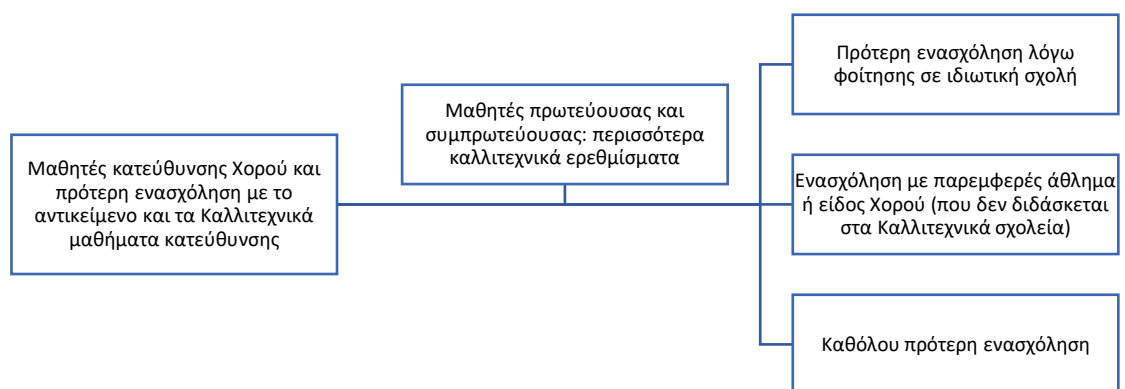 Μαθητές κατεύθυνσης Χορού και
πρότερη ενασχόληση με το
αντικείμενο και τα Καλλιτεχνικά
μαθήματα κατεύθυνσης
Μαθητές πρωτεύουσας και
συμπρωτεύουσας: περισσότερα
καλλιτεχνικά ερεθίσματα
Πρότερη ενασχόληση λόγω
φοίτησης σε ιδιωτική σχολή
Ενασχόληση με παρεμφερές άθλημα
ή είδος Χορού (που δεν διδάσκεται
στα Καλλιτεχνικά σχολεία)
Καθόλου πρότερη ενασχόληση